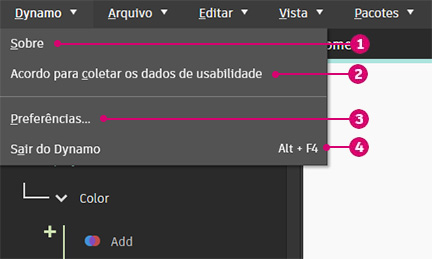 Dynamo Arquivo Editar Vista Pacotes
Sobre 1
Acordo para coletar os dados de usabilidade 2
Preferências... 3
Sair do Dynamo Alt + F4 4
Color
+ Add